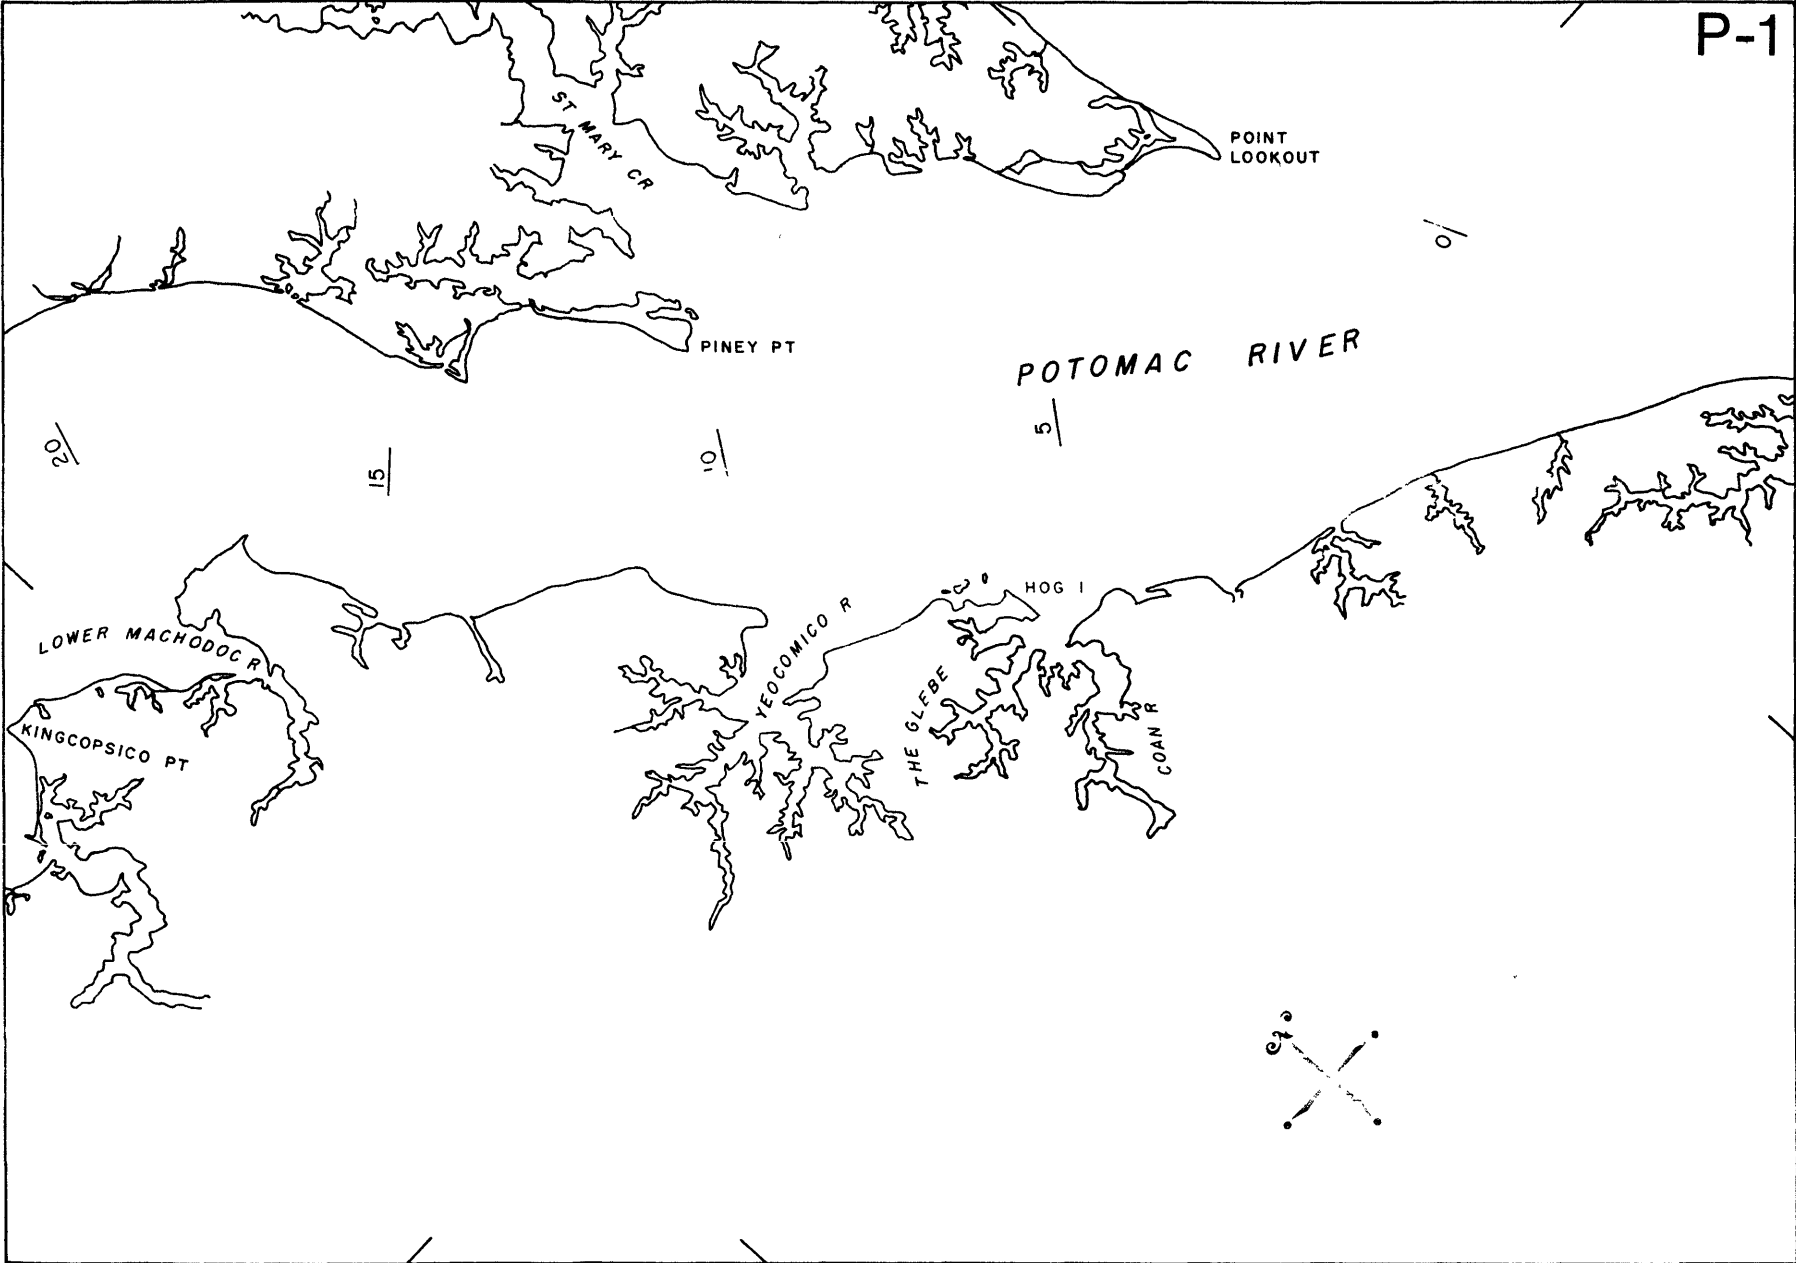 P-1
ST MARY CR
POINT
LOOKOUT
0
PINEY PT
POTOMAC RIVER
5
10
15
20
HOG I
YEOCOMICO R
LOWER MACHODOC R
THE GLEBE
COAN R
KINGCOPSICO PT